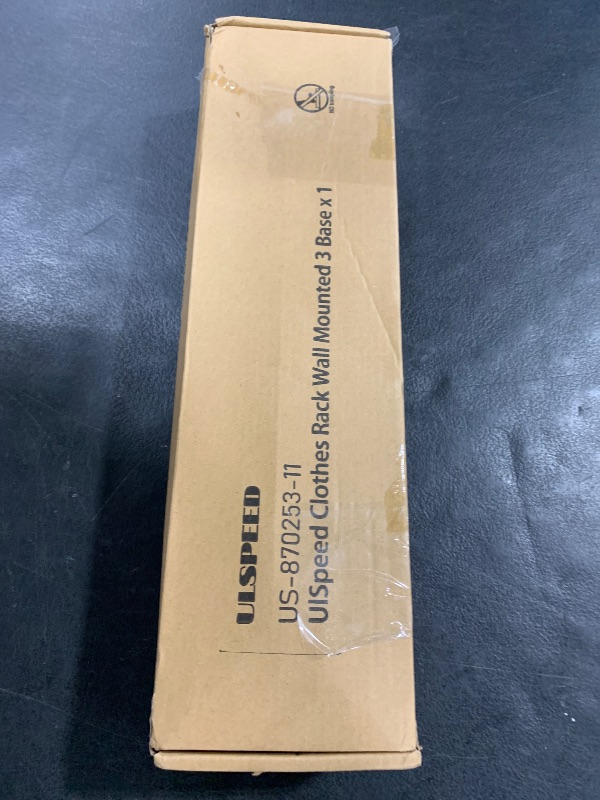 ULSPEED
US-870253-11
UlSpeed Clothes Rack Wall Mounted 3 Base x 1